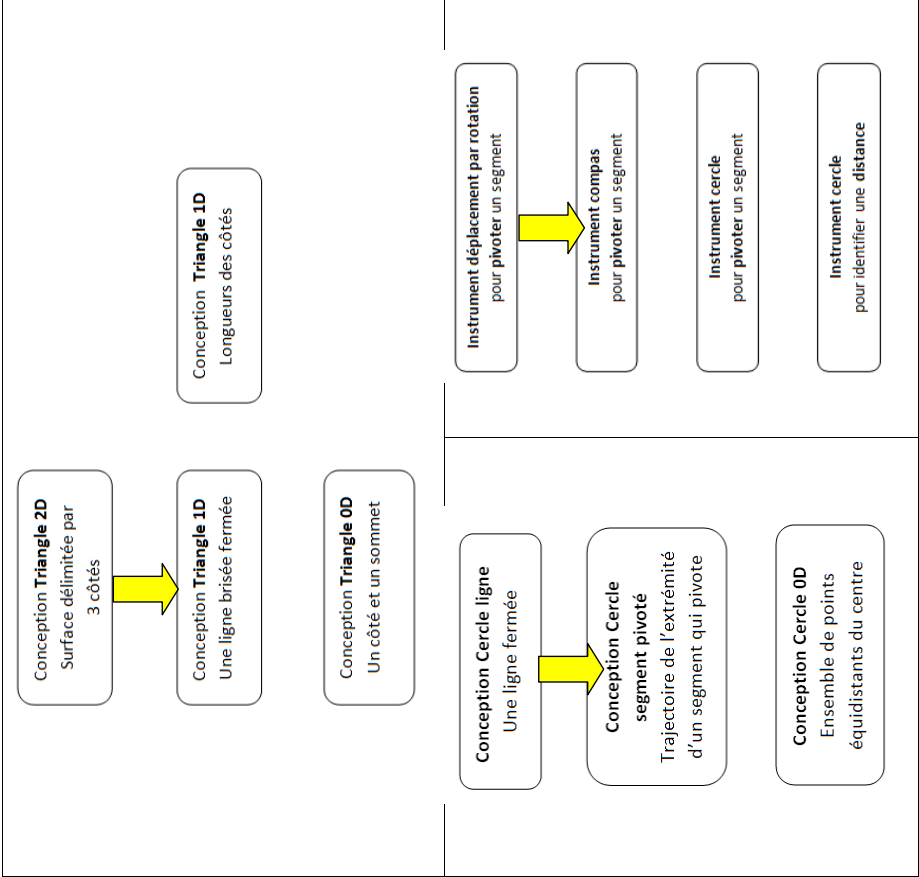 Conception Triangle 2D
Surface délimitée par
3 côtés
Conception Triangle 1D
Une ligne brisée fermée
Conception Triangle 1D
Longueurs des côtés
Conception Triangle 0D
Un côté et un sommet
Conception Cercle ligne
Une ligne fermée
Conception Cercle
segment pivoté
Trajectoire de l'extrémité
d'un segment qui pivote
Conception Cercle 0D
Ensemble de points
équidistants du centre
Instrument déplacement par rotation
pour pivoter un segment
Instrument compas
pour pivoter un segment
Instrument cercle
pour pivoter un segment
Instrument cercle
pour identifier une distance